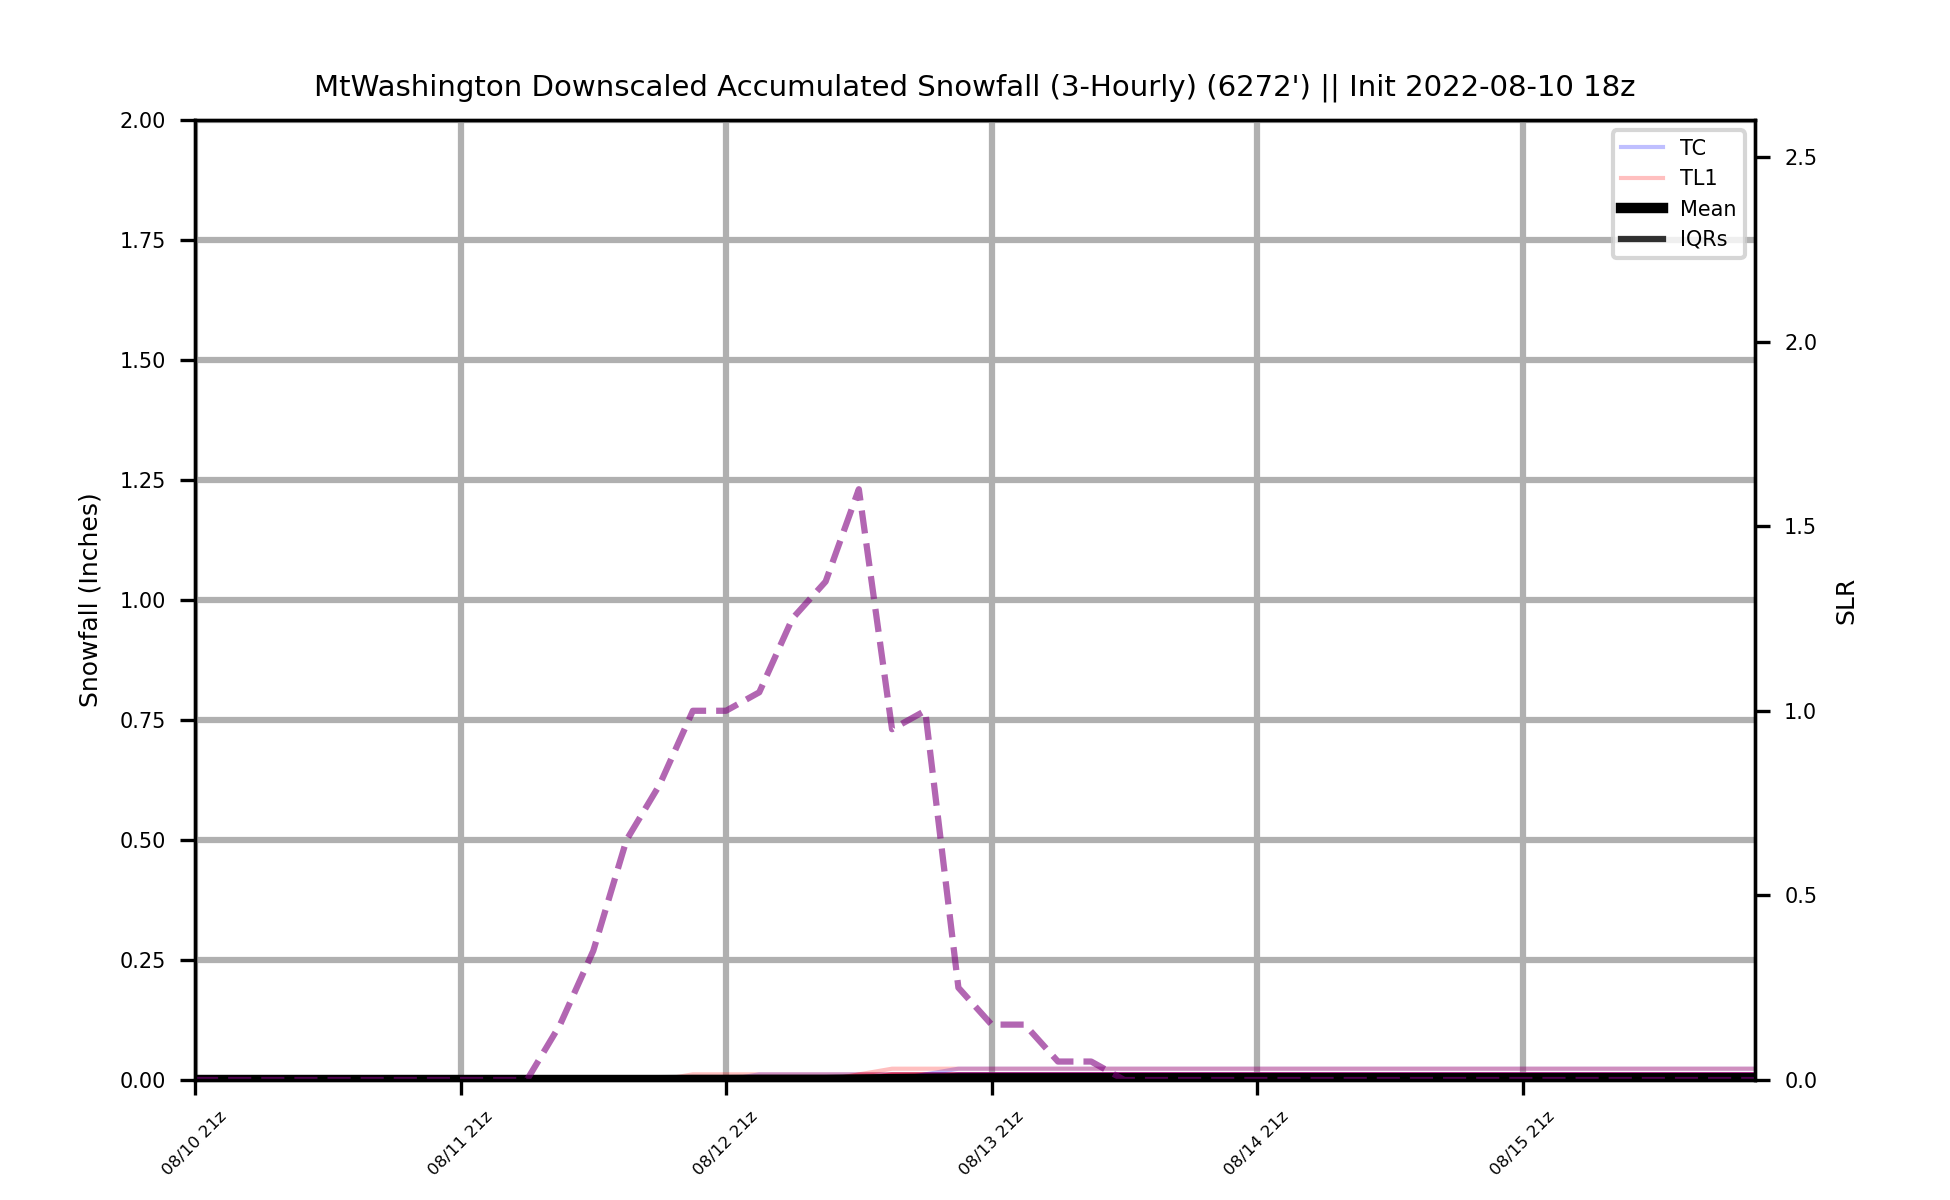 MtWashington Downscaled Accumulated Snowfall (3-Hourly) (6272') || Init 2022-08-10 18z
2.00
1.75
1.50
1.25
1.00
0.75
0.50
0.25
0.00
Snowfall (Inches)
TC
TL1
Mean
IQRs
2.5
2.0
1.5
1.0
0.5
0.0
SLR
08/10 21z
08/11 21z
08/12 21z
08/13 21z
08/14 21z
08/15 21z